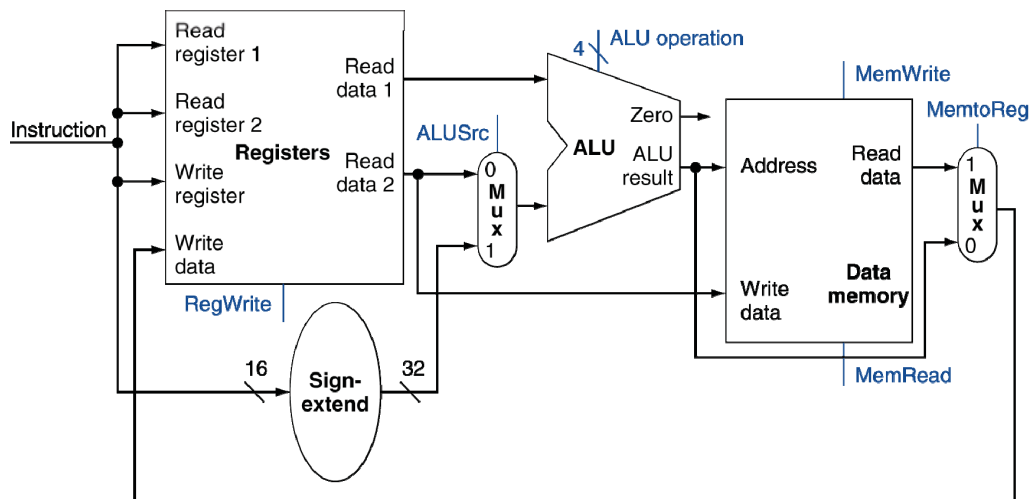 Instruction
Read
register 1
Read
register 2
Write
register
Write
data
Registers
Read
data 1
Read
data 2
RegWrite
16
Sign-
extend
32
ALUSrc
0
M
u
x
1
4
ALU operation
Zero
ALU
ALU
result
MemWrite
Address
Read
data
Write
data
Data
memory
MemRead
MemtoReg
1
M
u
x
0